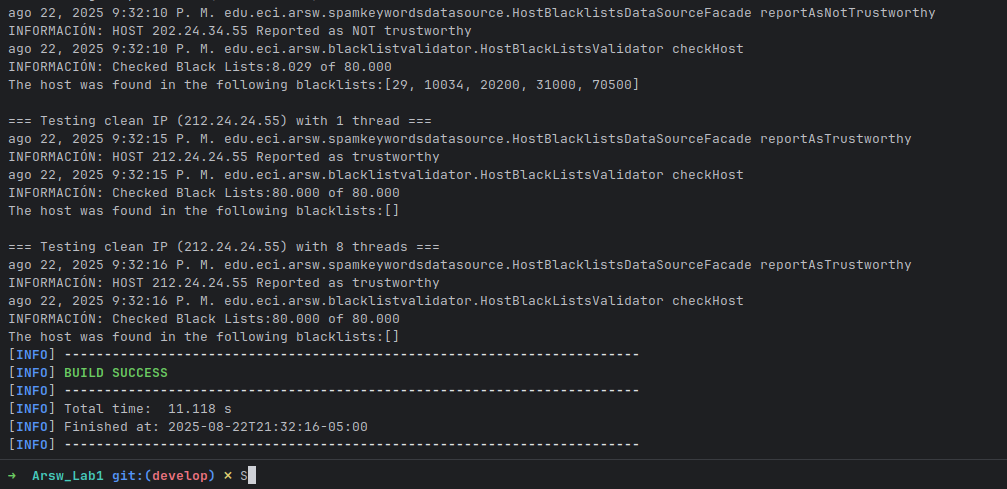 ago 22, 2025 9:32:10 P. M. edu.eci.arsw.spamkeywordsdatasource.HostBlacklistsDataSourceFacade reportAsNotTrustworthy
INFORMACIÓN: HOST 202.24.34.55 Reported as NOT trustworthy
ago 22, 2025 9:32:10 P. M. edu.eci.arsw.blacklistvalidator.HostBlackListsValidator checkHost
INFORMACIÓN: Checked Black Lists:8.029 of 80.000
The host was found in the following blacklists:[29, 10034, 20200, 31000, 70500]
=== Testing clean IP (212.24.24.55) with 1 thread ===
ago 22, 2025 9:32:15 P. M. edu.eci.arsw.spamkeywordsdatasource.HostBlacklistsDataSourceFacade reportAsTrustworthy
INFORMACIÓN: HOST 212.24.24.55 Reported as trustworthy
ago 22, 2025 9:32:15 P. M. edu.eci.arsw.blacklistvalidator.HostBlackListsValidator checkHost
INFORMACIÓN: Checked Black Lists:80.000 of 80.000
The host was found in the following blacklists:[]
=== Testing clean IP (212.24.24.55) with 8 threads ===
ago 22, 2025 9:32:16 P. M. edu.eci.arsw.spamkeywordsdatasource.HostBlacklistsDataSourceFacade reportAsTrustworthy
INFORMACIÓN: HOST 212.24.24.55 Reported as trustworthy
ago 22, 2025 9:32:16 P. M. edu.eci.arsw.blacklistvalidator.HostBlackListsValidator checkHost
INFORMACIÓN: Checked Black Lists:80.000 of 80.000
The host was found in the following blacklists:[]
[INFO] ------------------------------------------------------------------------
[INFO] BUILD SUCCESS
[INFO] ------------------------------------------------------------------------
[INFO] Total time:  11.118 s
[INFO] Finished at: 2025-08-22T21:32:16-05:00
[INFO] ------------------------------------------------------------------------
→ Arsw_Lab1 git:(develop) × S